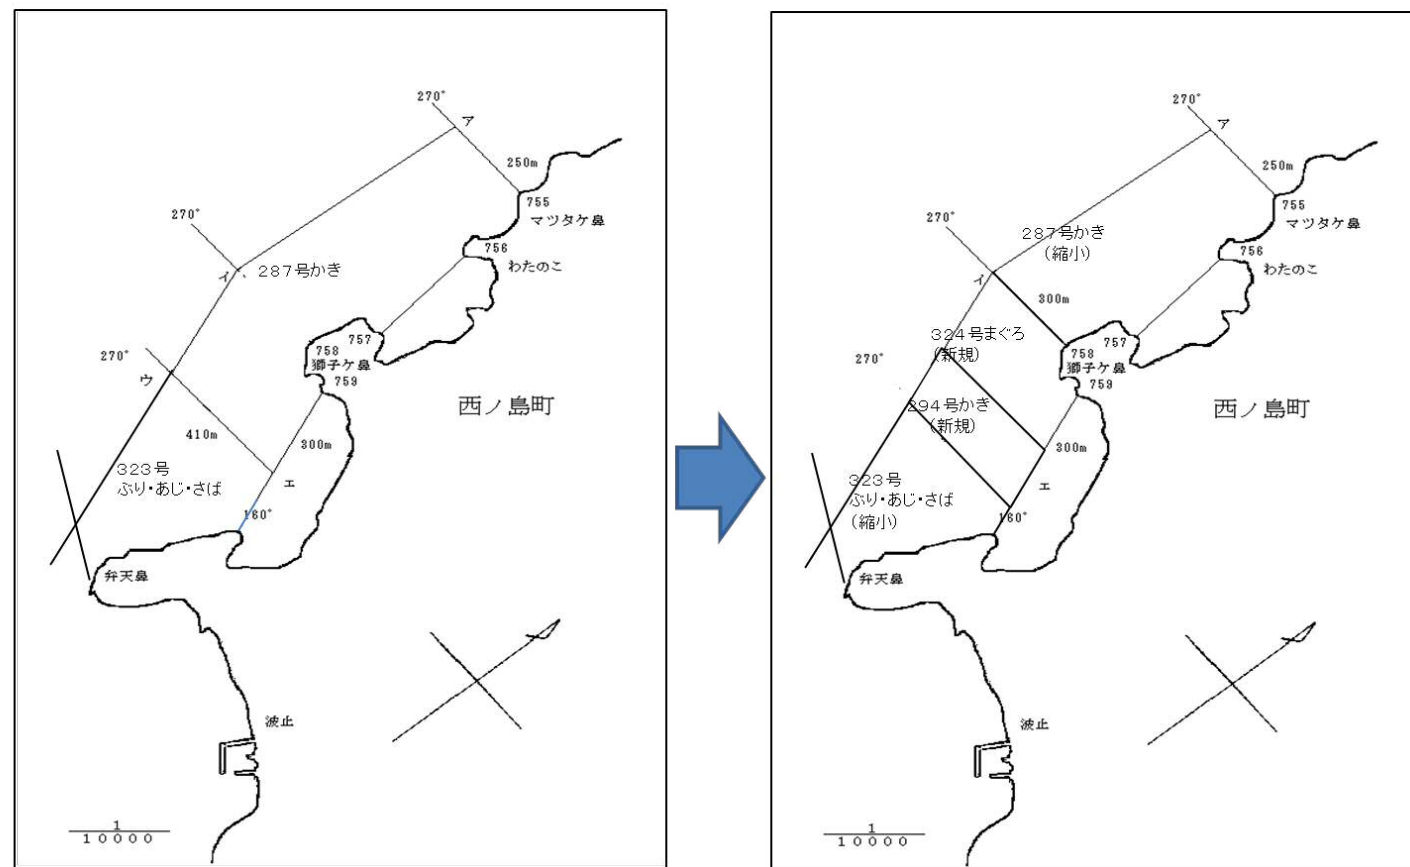 270°
ア
250m
755
マツタケ鼻
270°
756
わたのこ
イ
287号かき
757
758
獅子ケ鼻
759
270°
ウ
西ノ島町
410m
300m
323号
ぶり・あじ・さば
エ
160°
弁天鼻
波止
1
10000
270°
ア
250m
755
マツタケ鼻
270°
287号かき
(縮小)
756
わたのこ
イ
300m
324号まぐろ
(新規)
757
758
獅子ケ鼻
759
270°
294号かき
(新規)
西ノ島町
300m
323号
ぶり・あじ・さば
(縮小)
エ
160°
弁天鼻
波止
1
10000